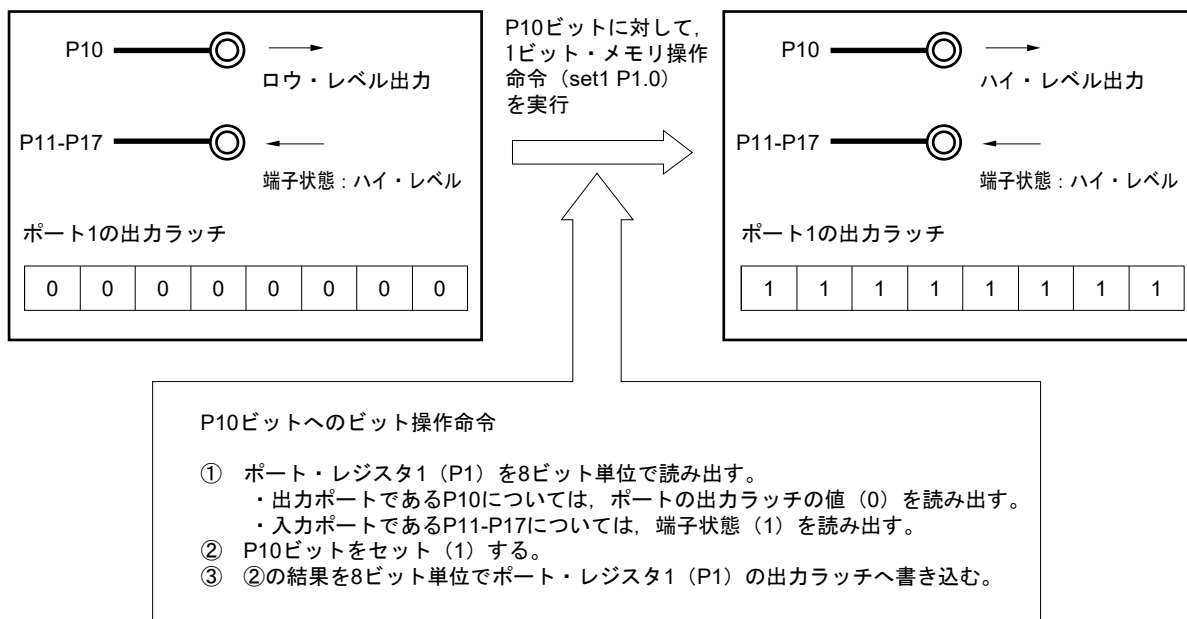 P10
ロウ・レベル出力
P11-P17
端子状態：ハイ・レベル
ポート1の出力ラッチ
0 0 0 0 0 0 0 0
P10ビットに対して，
1ビット・メモリ操作
命令（set1 P1.0）
を実行
P10
ハイ・レベル出力
P11-P17
端子状態：ハイ・レベル
ポート1の出力ラッチ
1 1 1 1 1 1 1 1
P10ビットへのビット操作命令
① ポート・レジスタ1（P1）を8ビット単位で読み出す。
・出力ポートであるP10については，ポートの出力ラッチの値（0）を読み出す。
・入力ポートであるP11-P17については，端子状態（1）を読み出す。
② P10ビットをセット（1）する。
③ ②の結果を8ビット単位でポート・レジスタ1（P1）の出力ラッチへ書き込む。